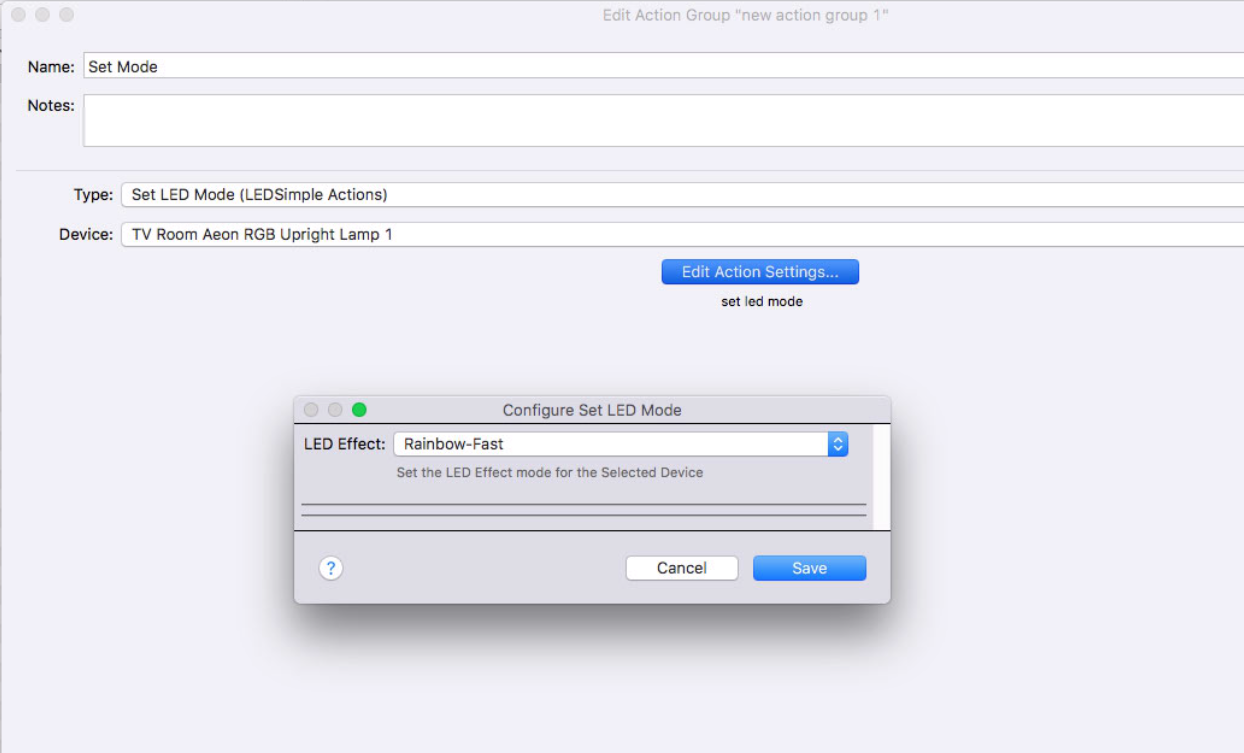 Edit Action Group "new action group 1"
Name: Set Mode
Notes:
Type: Set LED Mode (LEDSimple Actions)
Device: TV Room Aeon RGB Upright Lamp 1
Edit Action Settings...
set led mode
Configure Set LED Mode
LED Effect: Rainbow-Fast
Set the LED Effect mode for the Selected Device
? Cancel Save